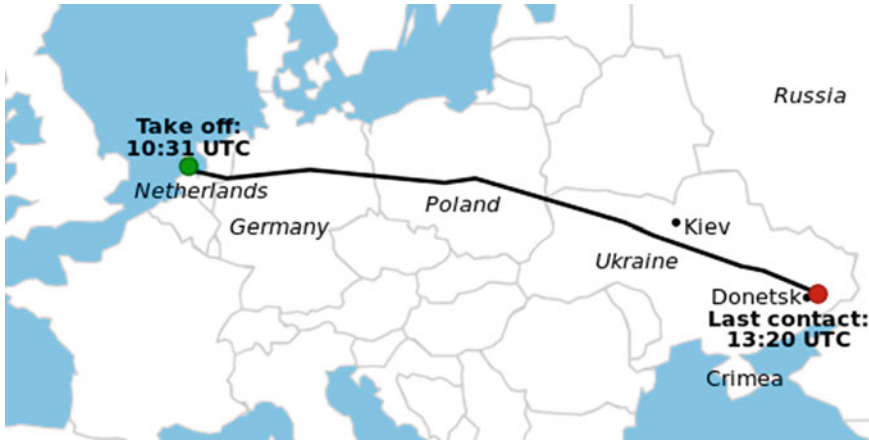 Russia
Take off:
10:31 UTC
Netherlands
Poland
Germany
Kiev
Ukraine
Donetsk
Last contact:
13:20 UTC
Crimea